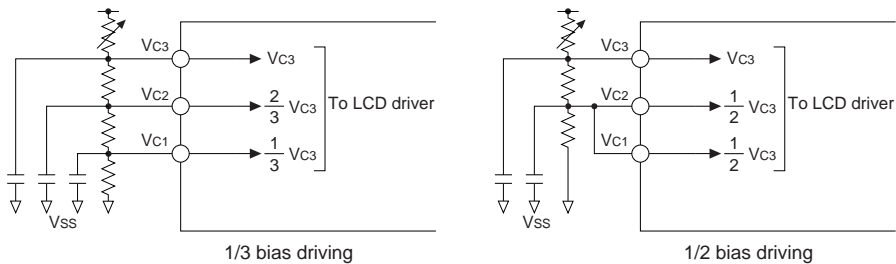 VC3
VC3
VC2
2/3 VC3
To LCD driver
VC1
1/3 VC3
VSS
1/3 bias driving
VC3
VC3
VC2
1/2 VC3
To LCD driver
VC1
1/2 VC3
VSS
1/2 bias driving